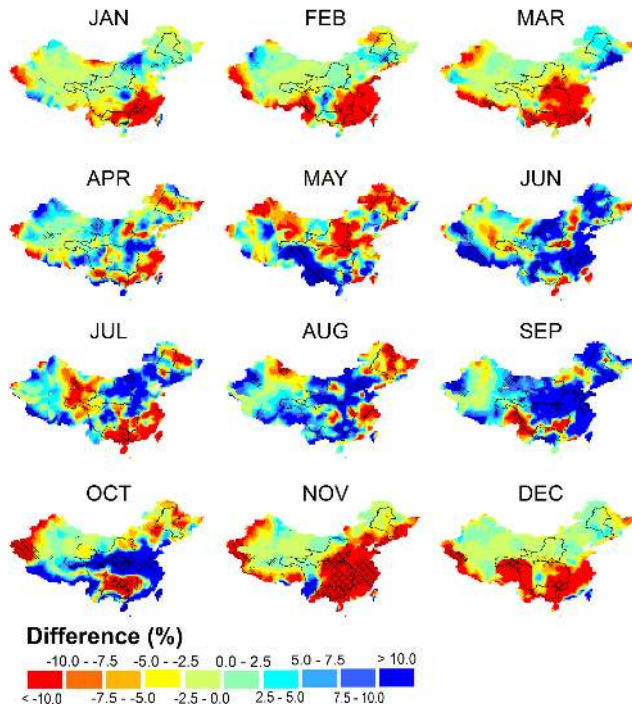 JAN FEB MAR
APR MAY JUN
JUL AUG SEP
OCT NOV DEC
Difference (%)
-10.0 - -7.5 -5.0 - -2.5 0.0 - 2.5 5.0 - 7.5 > 10.0
< -10.0 -7.5 - -5.0 -2.5 - 0.0 2.5 - 5.0 7.5 - 10.0